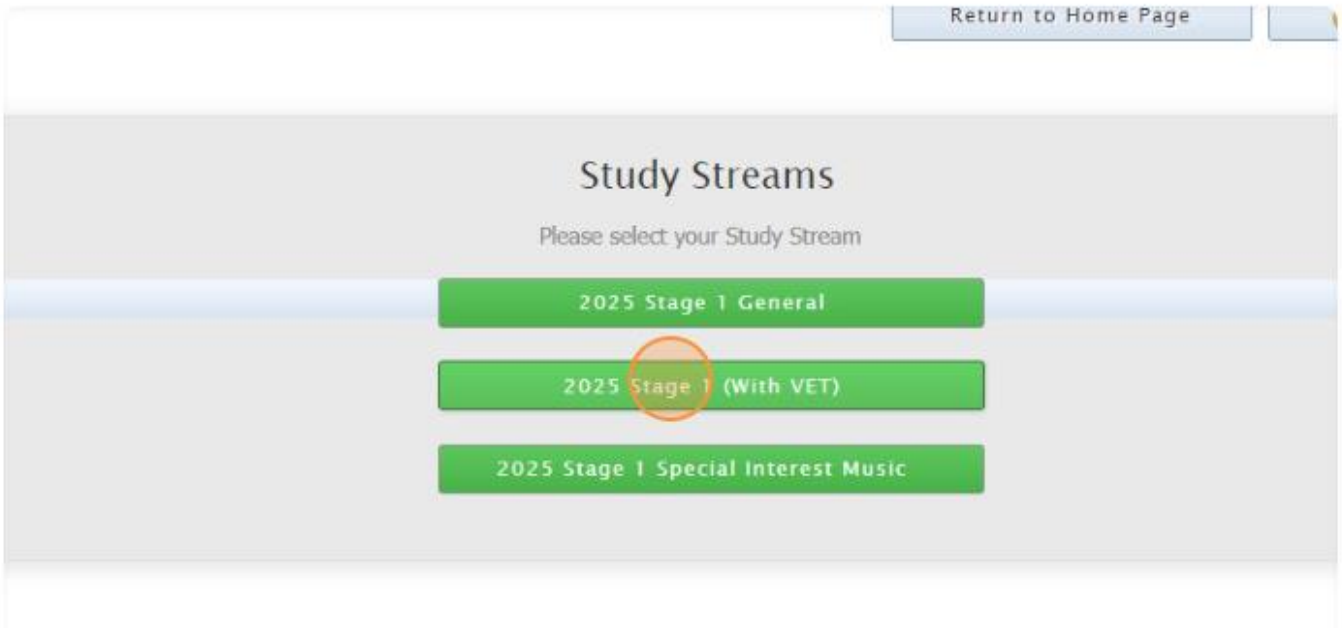 Return to Home Page
Study Streams
Please select your Study Stream
2025 Stage 1 General
2025 Stage 1 (With VET)
2025 Stage 1 Special Interest Music